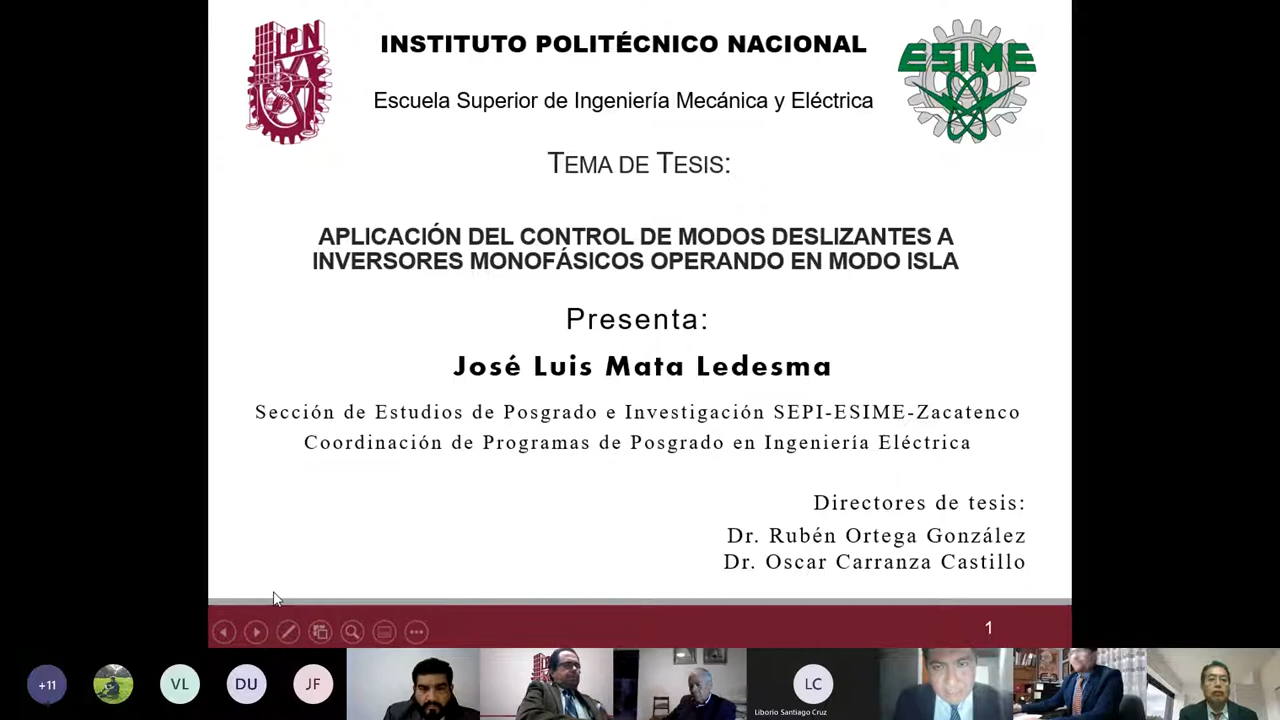 IPN
INSTITUTO POLITÉCNICO NACIONAL
ESIME
Escuela Superior de Ingeniería Mecánica y Eléctrica
TEMA DE TESIS:
APLICACIÓN DEL CONTROL DE MODOS DESLIZANTES A
INVERSORES MONOFÁSICOS OPERANDO EN MODO ISLA
Presenta:
José Luis Mata Ledesma
Sección de Estudios de Posgrado e Investigación SEPI-ESIME-Zacatenco
Coordinación de Programas de Posgrado en Ingeniería Eléctrica
Directores de tesis:
Dr. Rubén Ortega González
Dr. Oscar Carranza Castillo
1
+11
VL
DU
JF
LC
Liborio Santiago Cruz